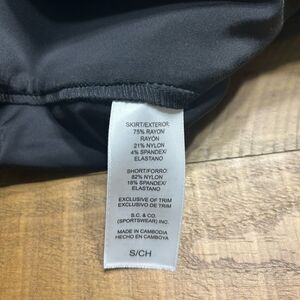 SKIRT/EXTERIOR
75% RAYON/
RAYÓN
21% NYLON
4% SPANDEX/
ELASTANO
SHORT/FORRO:
82% NYLON
18% SPANDEX/
ELASTANO
EXCLUSIVE OF TRIM
EXCLUSIVO DE TRIM
S.C. & CO.
(SPORTSWEAR) INC.
MADE IN CAMBODIA
HECHO EN CAMBOYA
S/CH